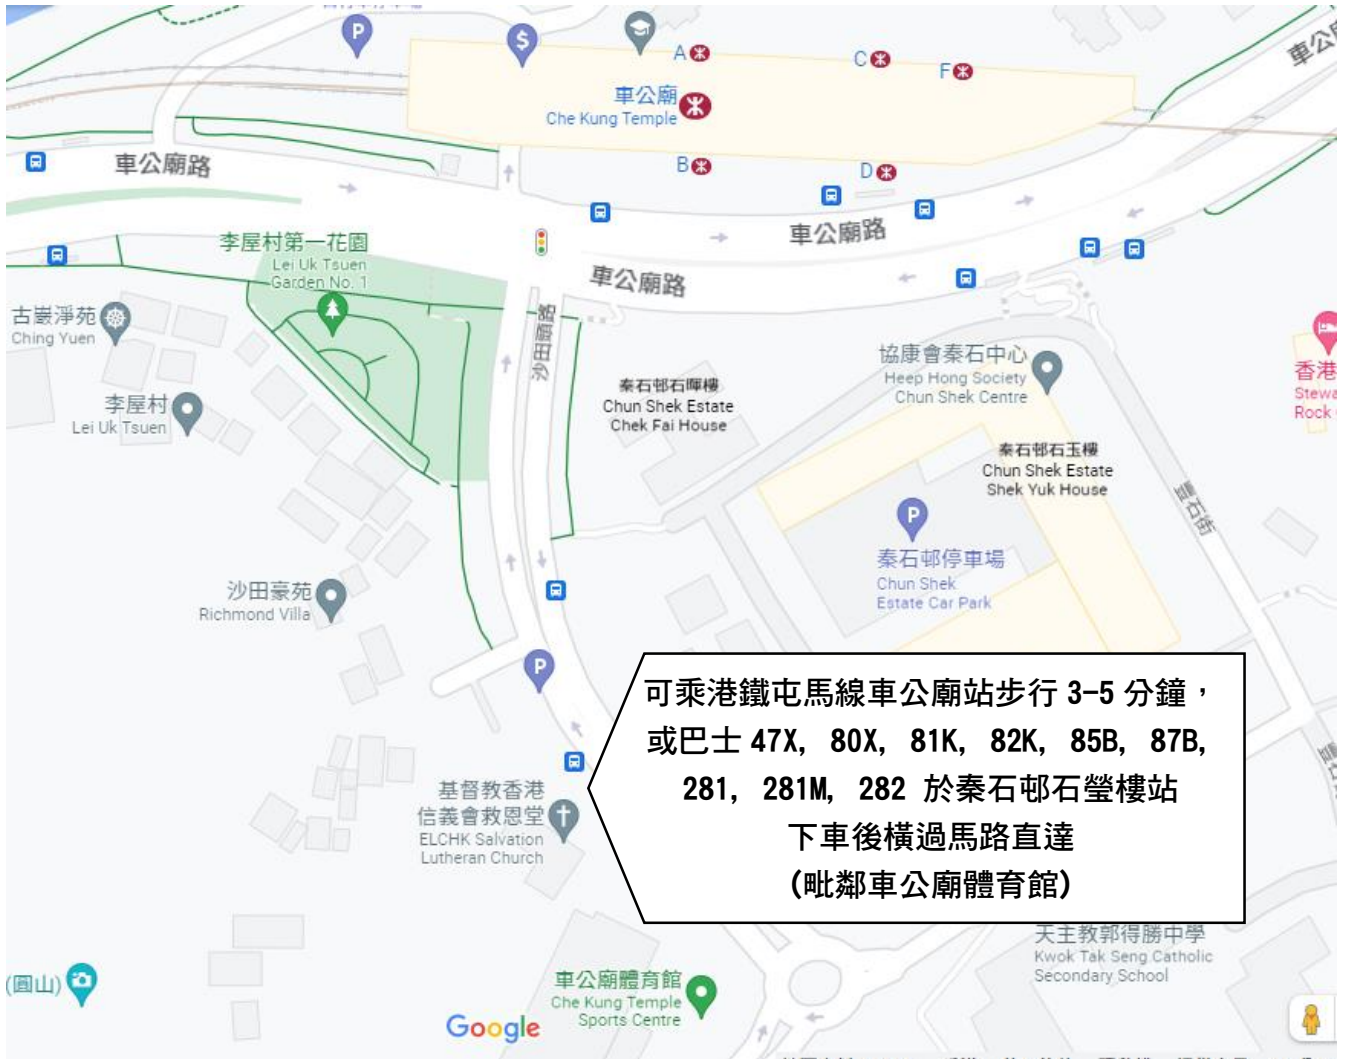 A
C
F
車公廟
Che Kung Temple
B
D
車公廟路
車公廟路
車公廟路
李屋村第一花園
Lei Uk Tsuen
Garden No. 1
沙田頭路
古巖淨苑
Ching Yuen
李屋村
Lei Uk Tsuen
秦石邨石暉樓
Chun Shek Estate
Chek Fai House
協康會秦石中心
Heep Hong Society
Chun Shek Centre
香港
Stewa
Rock
秦石邨石玉樓
Chun Shek Estate
Shek Yuk House
豐石街
P
P
P
$
秦石邨停車場
Chun Shek
Estate Car Park
沙田豪苑
Richmond Villa
可乘港鐵屯馬線車公廟站步行 3-5 分鐘，
或巴士 47X, 80X, 81K, 82K, 85B, 87B,
281, 281M, 282 於秦石邨石瑩樓站
下車後橫過馬路直達
(毗鄰車公廟體育館)
基督教香港
信義會救恩堂
ELCHK Salvation
Lutheran Church
天主教郭得勝中學
Kwok Tak Seng Catholic
Secondary School
(圓山)
車公廟體育館
Che Kung Temple
Sports Centre
Google